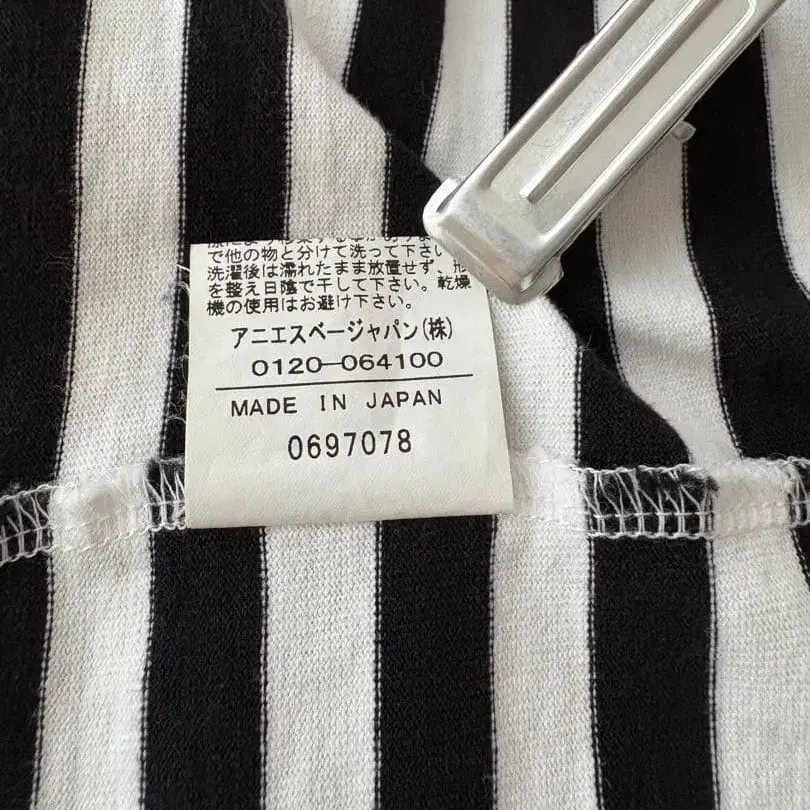 で他の物と分けて洗って下さい
洗濯後は濡れたまま放置せず、形
を整え日陰で干して下さい。乾燥
機の使用はお避け下さい。
アニエスベージャパン(株)
0120-064100
MADE IN JAPAN
0697078